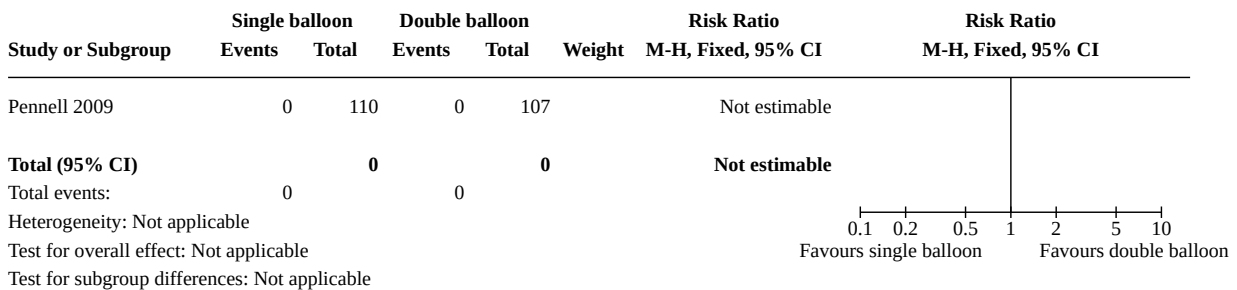 Single balloon Double balloon Risk Ratio Risk Ratio
Study or Subgroup Events Total Events Total Weight M-H, Fixed, 95% CI M-H, Fixed, 95% CI
Pennell 2009 0 110 0 107 Not estimable
Total (95% CI) 0 0 Not estimable
Total events: 0 0
Heterogeneity: Not applicable
0.1 0.2 0.5 1 2 5 10
Test for overall effect: Not applicable Favours single balloon Favours double balloon
Test for subgroup differences: Not applicable